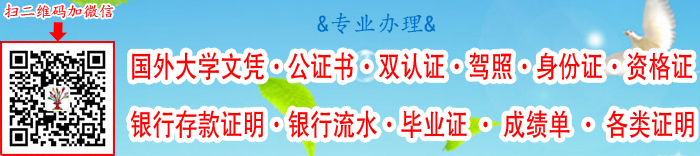 扫二维码加微信
&专业办理&
国外大学文凭·公证书·双认证·驾照·身份证·资格证
银行存款证明·银行流水·毕业证·成绩单·各类证明